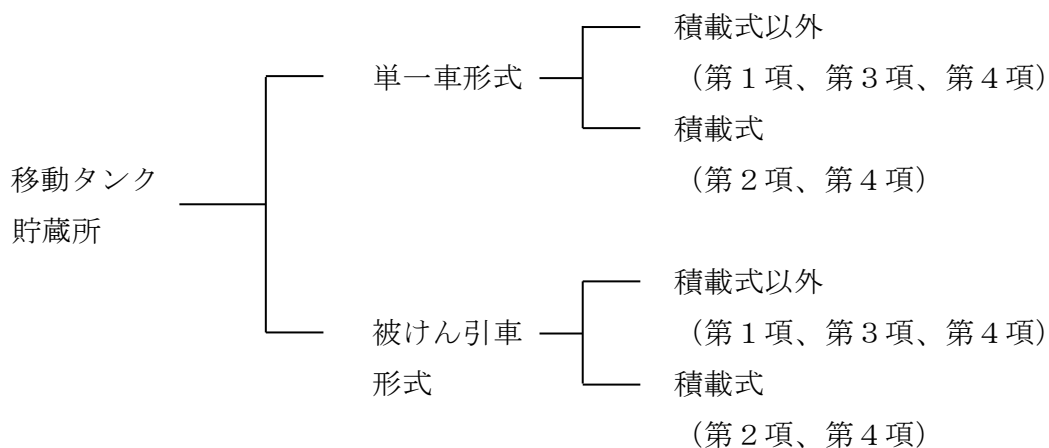 移動タンク
貯蔵所
単一車形式
積載式以外
（第１項、第３項、第４項）
積載式
（第２項、第４項）
被けん引車
形式
積載式以外
（第１項、第３項、第４項）
積載式
（第２項、第４項）